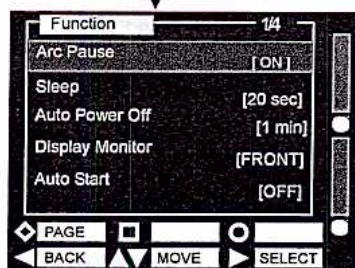 Function 1/4
Arc Pause
[ON]
Sleep
[20 sec]
Auto Power Off
[1 min]
Display Monitor
[FRONT]
Auto Start
[OFF]
PAGE
BACK MOVE SELECT